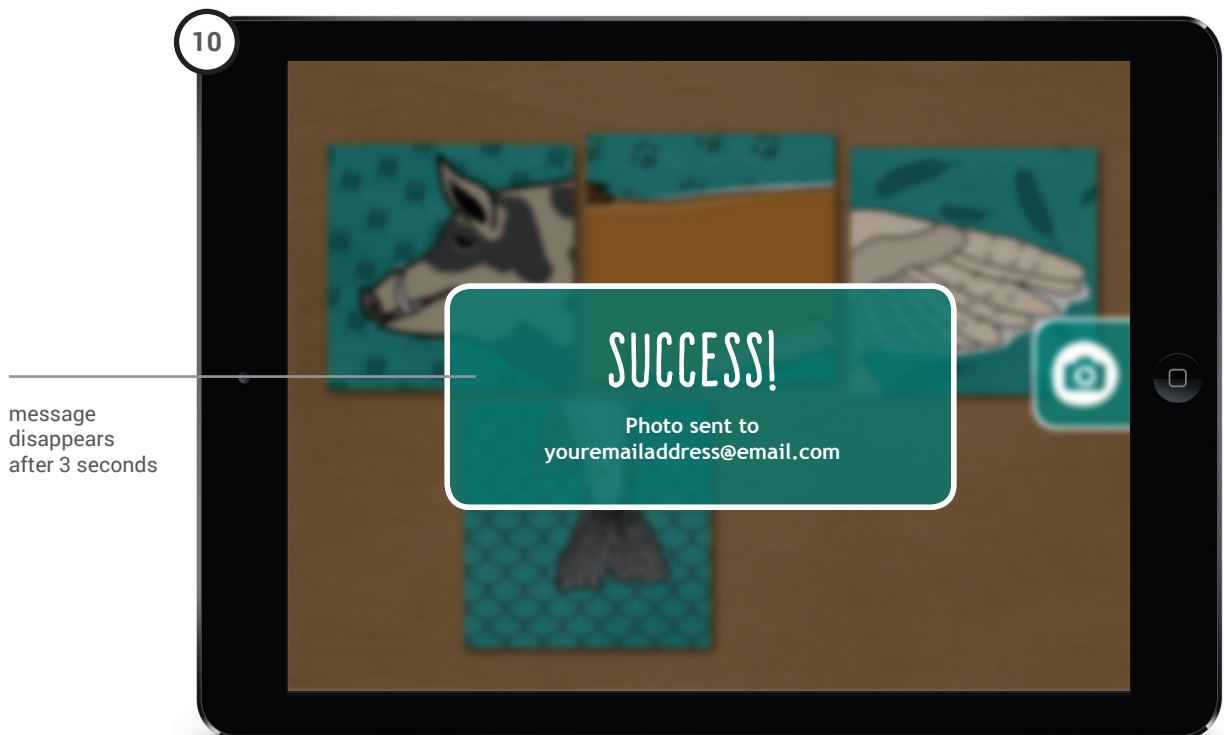 10
message
disappears
after 3 seconds
SUCCESS!
Photo sent to
youremailaddress@email.com